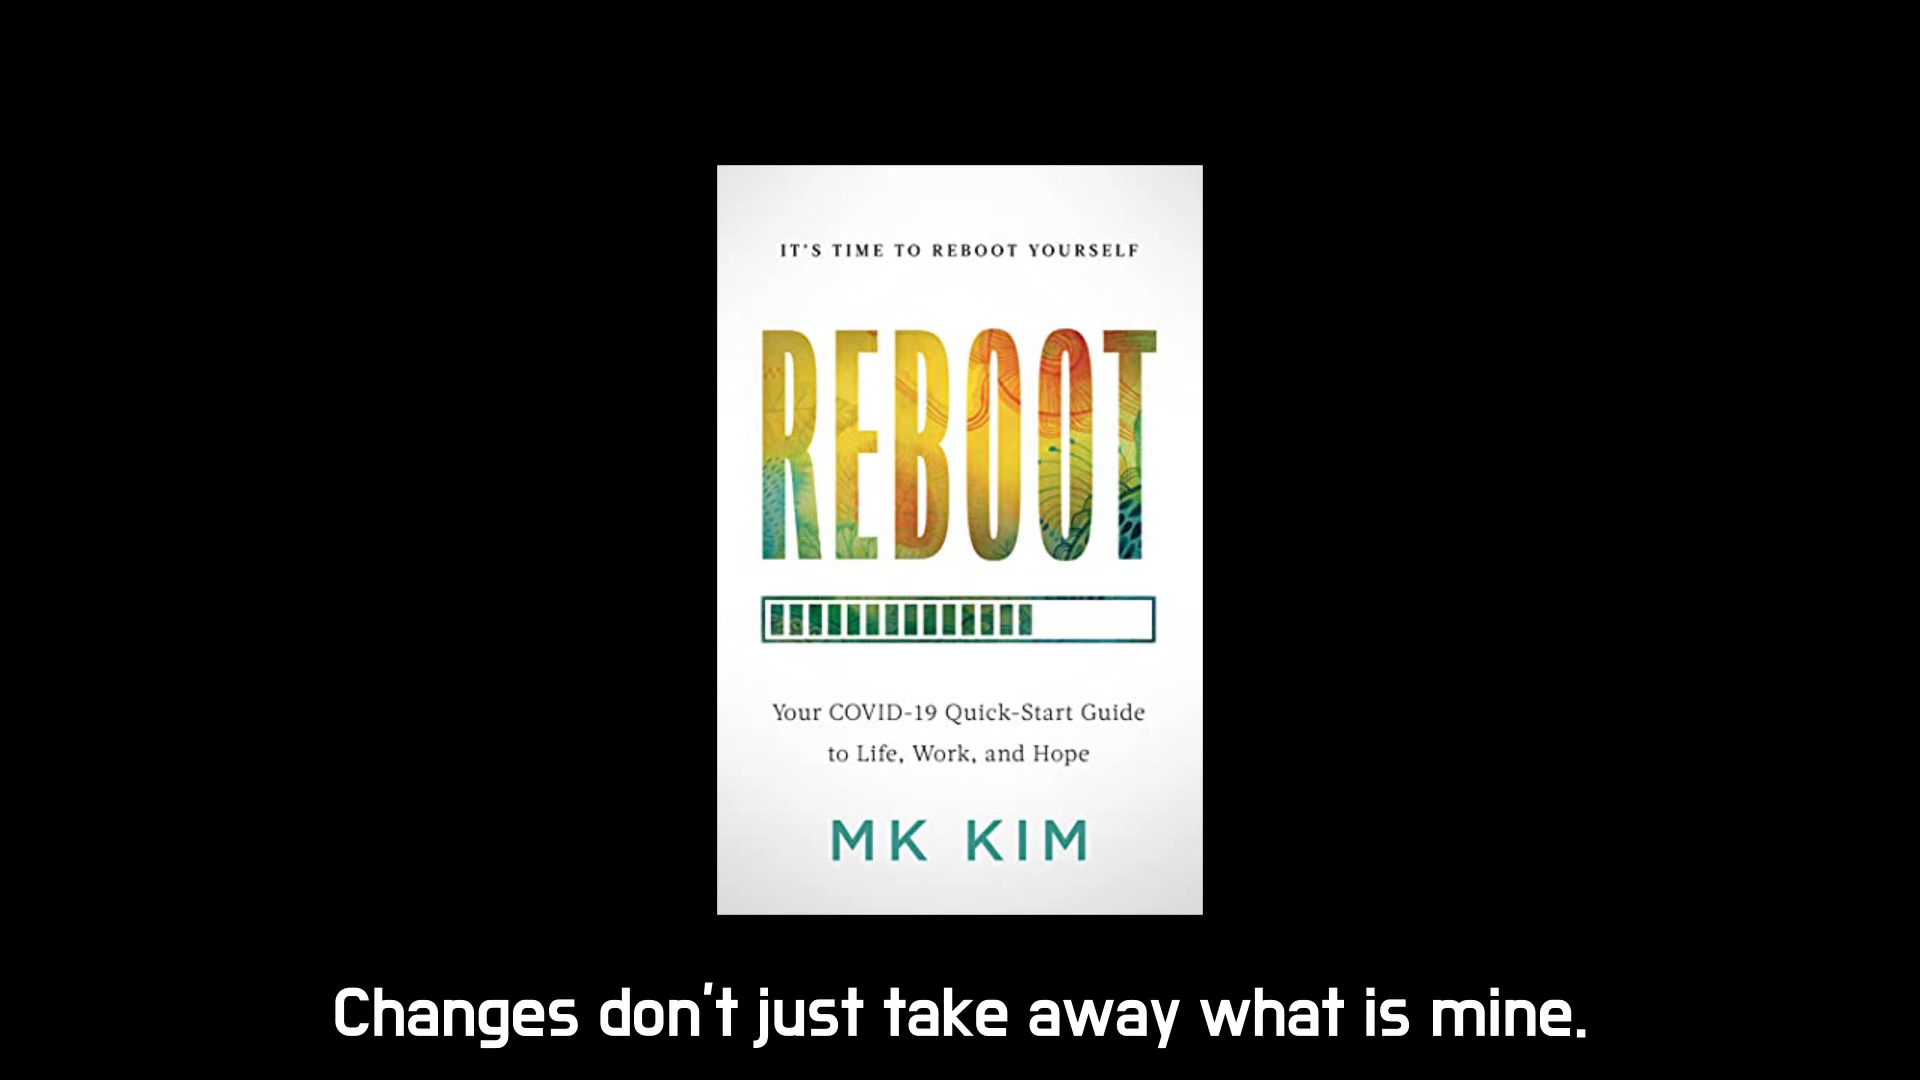 IT'S TIME TO REBOOT YOURSELF
REBOOT
Your COVID-19 Quick-Start Guide
to Life, Work, and Hope
MK KIM
Changes don't just take away what is mine.